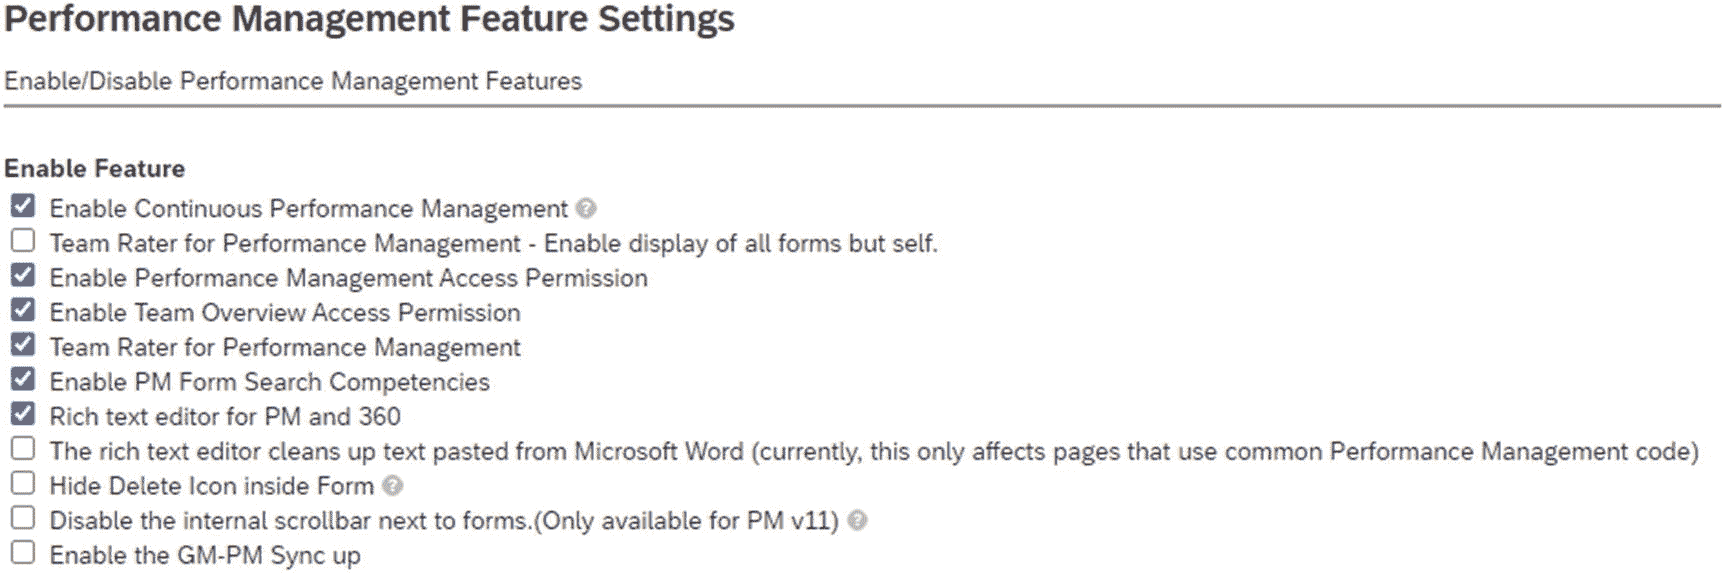 Performance Management Feature Settings
Enable/Disable Performance Management Features
Enable Feature
Enable Continuous Performance Management ?
Team Rater for Performance Management - Enable display of all forms but self.
Enable Performance Management Access Permission
Enable Team Overview Access Permission
Team Rater for Performance Management
Enable PM Form Search Competencies
Rich text editor for PM and 360
The rich text editor cleans up text pasted from Microsoft Word (currently, this only affects pages that use common Performance Management code)
Hide Delete Icon inside Form ?
Disable the internal scrollbar next to forms.(Only available for PM v11) ?
Enable the GM-PM Sync up